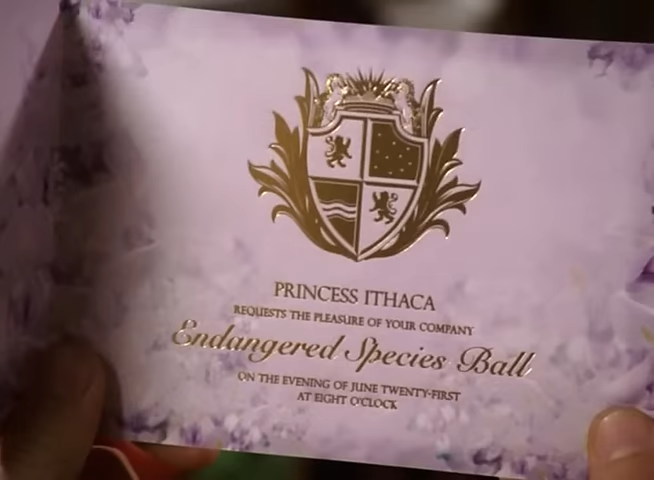 PRINCESS ITHACA
REQUESTS THE PLEASURE OF YOUR COMPANY
Endangered Species Ball
ON THE EVENING OF JUNE TWENTY-FIRST
AT EIGHT O'CLOCK